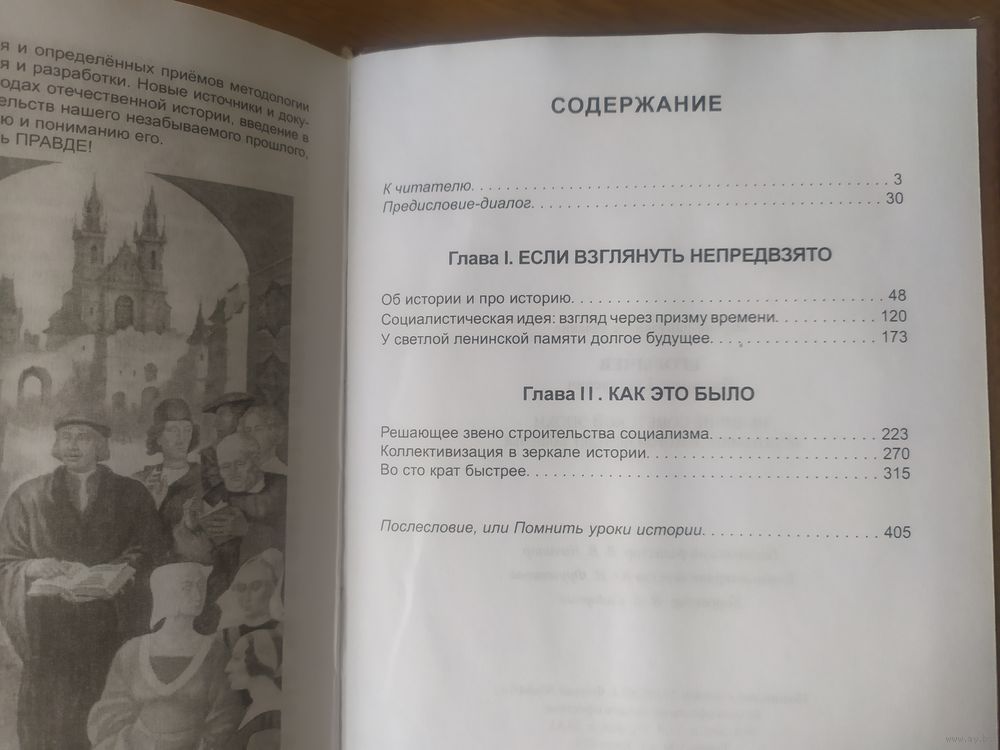 я и определённых приёмов методологии
я и разработки. Новые источники и доку-
одах отечественной истории, введение в
ельств нашего незабываемого прошлого,
ю и пониманию его.
ь ПРАВДЕ!
СОДЕРЖАНИЕ
К читателю. . . . . . . . . . . . . . . . . . . . . . . . . . . . . . . . . . . . . . . . . . . . . . . 3
Предисловие-диалог. . . . . . . . . . . . . . . . . . . . . . . . . . . . . . . . . . . . . . . 30
Глава I. ЕСЛИ ВЗГЛЯНУТЬ НЕПРЕДВЗЯТО
Об истории и про историю. . . . . . . . . . . . . . . . . . . . . . . . . . . . . . . . . . . 48
Социалистическая идея: взгляд через призму времени. . . . . . . . . . . . 120
У светлой ленинской памяти долгое будущее. . . . . . . . . . . . . . . . . . . 173
Глава II . КАК ЭТО БЫЛО
Решающее звено строительства социализма. . . . . . . . . . . . . . . . . . . . 223
Коллективизация в зеркале истории. . . . . . . . . . . . . . . . . . . . . . . . . . . 270
Во сто крат быстрее. . . . . . . . . . . . . . . . . . . . . . . . . . . . . . . . . . . . . . . . 315
Послесловие, или Помнить уроки истории. . . . . . . . . . . . . . . . . . . . . 405